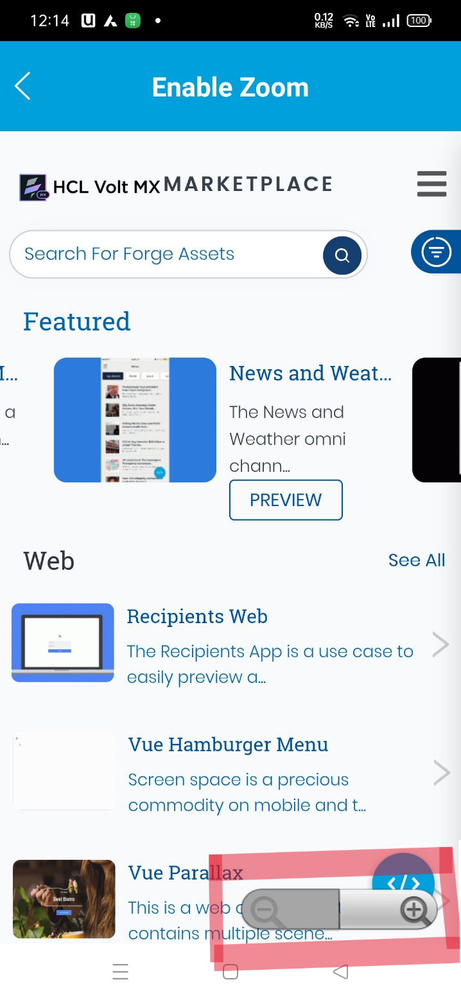 12:14
0.12 KB/S
Vo LTE
100
Enable Zoom
HCL Volt MX MARKETPLACE
MX
Search For Forge Assets
Featured
News and Weat...
a
The News and
Weather omni
chann...
PREVIEW
Web
See All
Recipients Web
The Recipients App is a use case to
easily preview a...
Vue Hamburger Menu
Screen space is a precious
commodity on mobile and t...
Vue Parallax
</>
Best Bistro
This is a web
contains multiple scene...